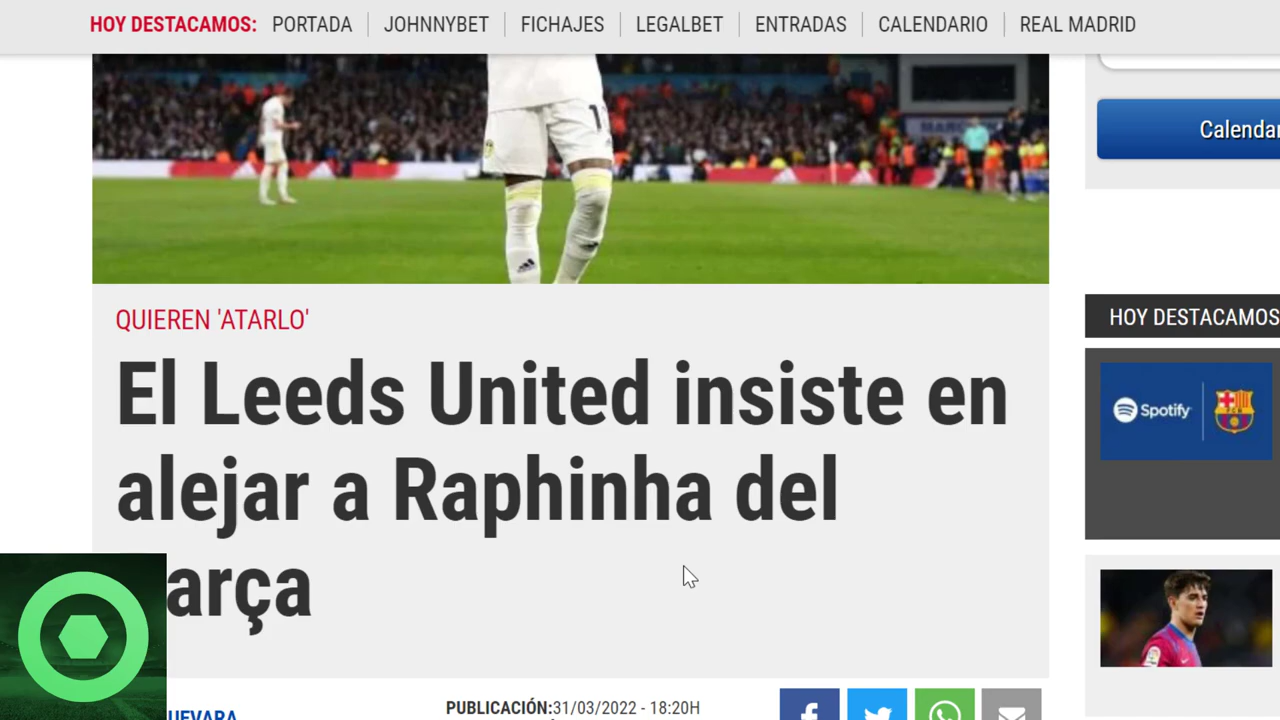 HOY DESTACAMOS: PORTADA JOHNNYBET FICHAJES LEGALBET ENTRADAS CALENDARIO REAL MADRID
Calendar
QUIEREN 'ATARLO'
El Leeds United insiste en
alejar a Raphinha del
arça
HOY DESTACAMOS
Spotify
UEVARA
PUBLICACIÓN:31/03/2022 - 18:20H